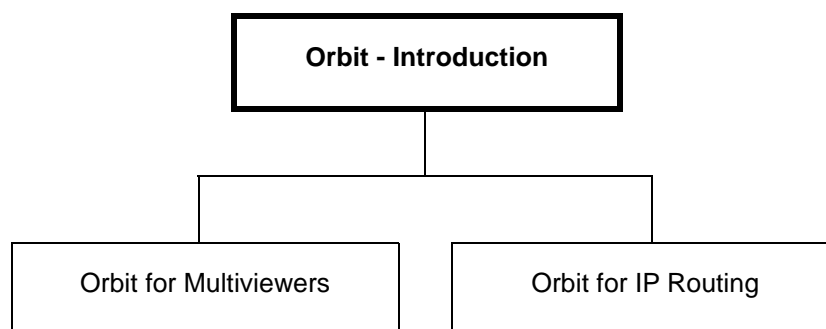 Orbit - Introduction
Orbit for Multiviewers
Orbit for IP Routing